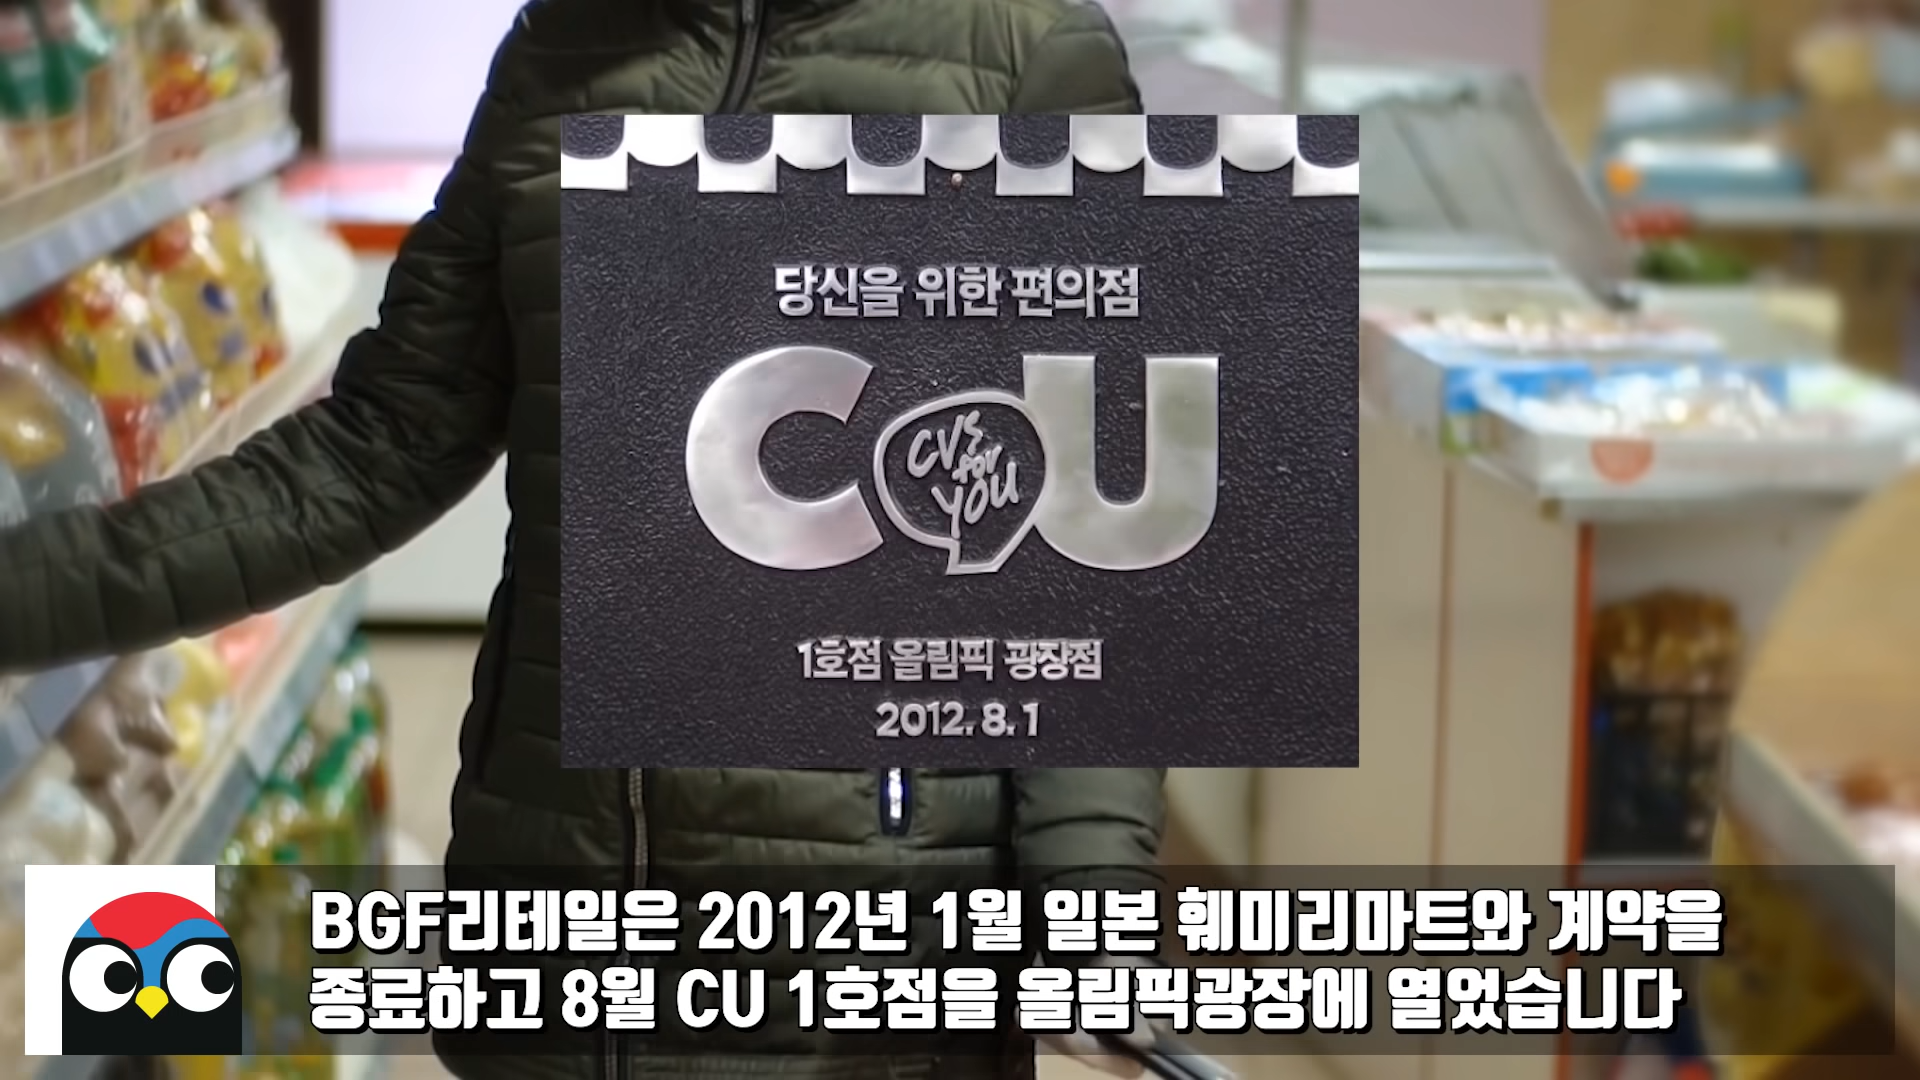 당신을 위한 편의점
CU
CVS
for
YOU
1호점 올림픽 광장점
2012. 8. 1
BGF리테일은 2012년 1월 일본 훼미리마트와 계약을
종료하고 8월 CU 1호점을 올림픽광장에 열었습니다